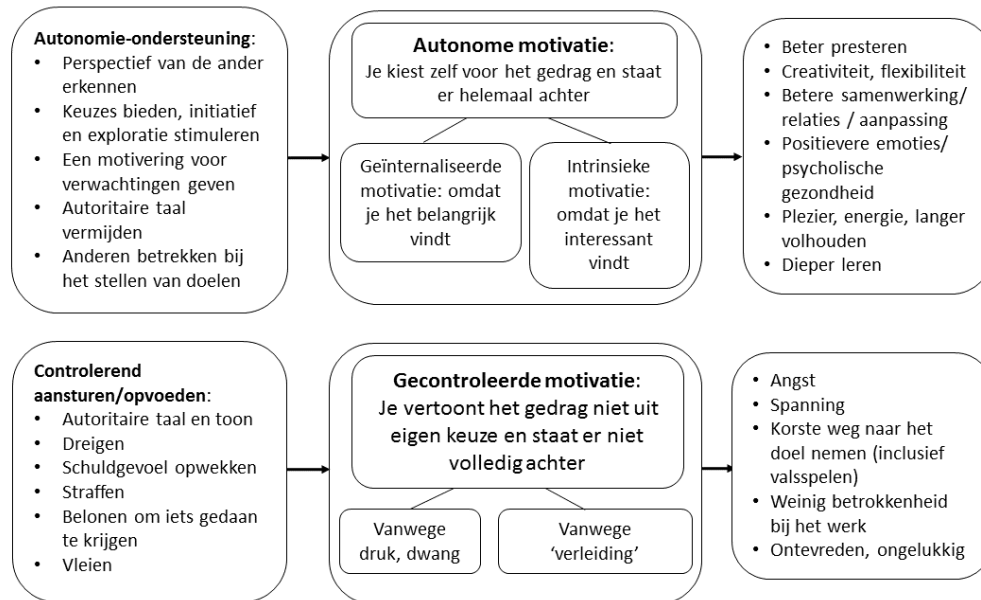 Autonomie-ondersteuning:
• Perspectief van de ander
erkennen
• Keuzes bieden, initiatief
en exploratie stimuleren
• Een motivering voor
verwachtingen geven
• Autoritaire taal
vermijden
• Anderen betrekken bij
het stellen van doelen
Autonome motivatie:
Je kiest zelf voor het gedrag en staat
er helemaal achter
Geïnternaliseerde
motivatie: omdat
je het belangrijk
vindt
Intrinsieke
motivatie:
omdat je het
interessant
vindt
• Beter presteren
• Creativiteit, flexibiliteit
• Betere samenwerking/
relaties / aanpassing
• Positievere emoties/
psycholische
gezondheid
• Plezier, energie, langer
volhouden
• Dieper leren
Controlerend
aansturen/opvoeden:
• Autoritaire taal en toon
• Dreigen
• Schuldgevoel opwekken
• Straffen
• Belonen om iets gedaan
te krijgen
• Vleien
Gecontroleerde motivatie:
Je vertoont het gedrag niet uit
eigen keuze en staat er niet
volledig achter
Vanwege
druk, dwang
Vanwege
‘verleiding’
• Angst
• Spanning
• Korste weg naar het
doel nemen (inclusief
valsspelen)
• Weinig betrokkenheid
bij het werk
• Ontevreden, ongelukkig